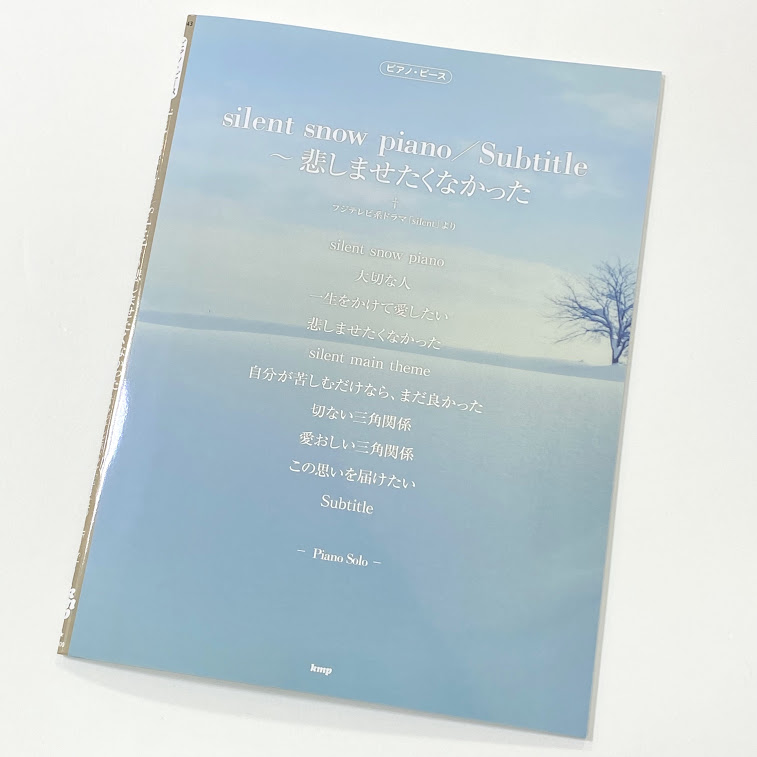 ピアノ・ピース
silent snow piano／Subtitle
～ 悲しませたくなかった
フジテレビ系ドラマ「silent」より
silent snow piano
大切な人
一生をかけて愛したい
悲しませたくなかった
silent main theme
自分が苦しむだけなら、まだ良かった
切ない三角関係
愛おしい三角関係
この思いを届けたい
Subtitle
– Piano Solo –
kmp